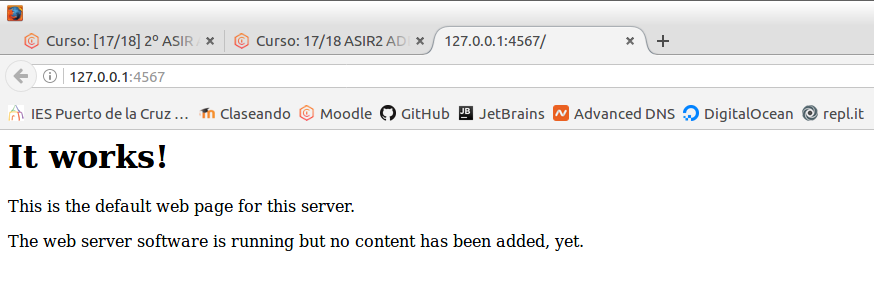 Curso: [17/18] 2º ASIR
Curso: 17/18 ASIR2 AD
127.0.0.1:4567/
127.0.0.1:4567
IES Puerto de la Cruz ...
Claseando
Moodle
GitHub
JB
JetBrains
Advanced DNS
DigitalOcean
repl.it
It works!
This is the default web page for this server.
The web server software is running but no content has been added, yet.